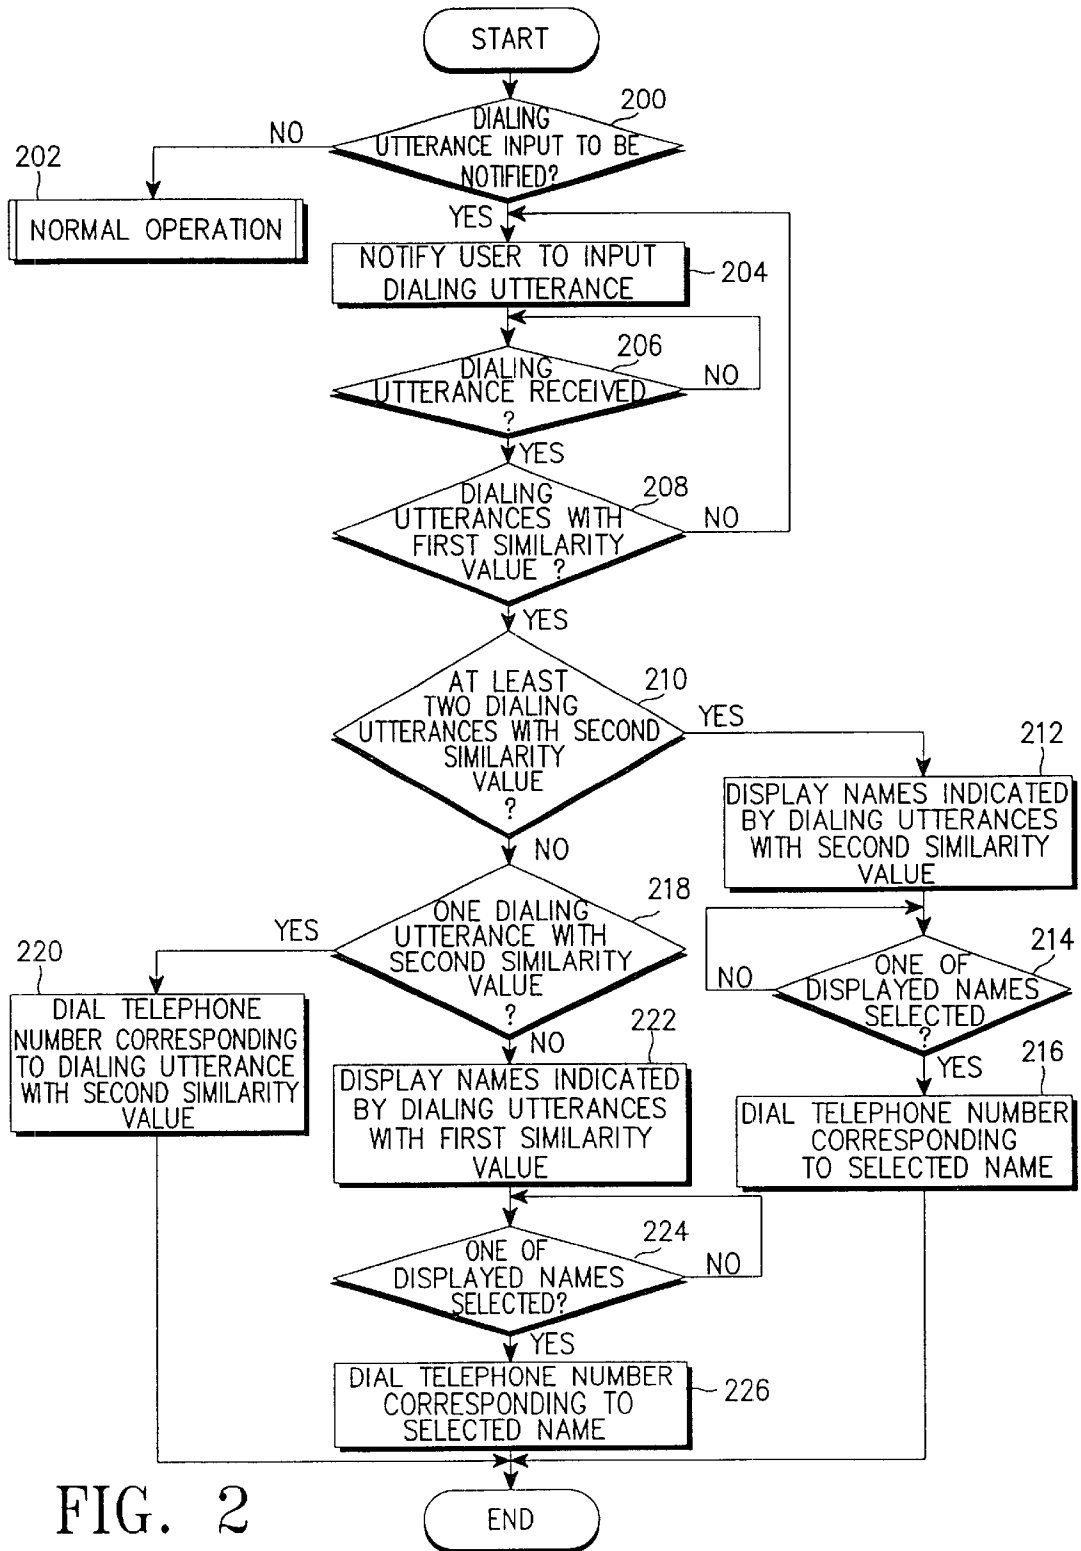 START
200
DIALING
UTTERANCE INPUT TO BE
NOTIFIED?
NO
202
NORMAL OPERATION
YES
NOTIFY USER TO INPUT
DIALING UTTERANCE
204
206
DIALING
UTTERANCE RECEIVED
?
NO
YES
208
DIALING
UTTERANCES WITH
FIRST SIMILARITY
VALUE ?
NO
YES
210
AT LEAST
TWO DIALING
UTTERANCES WITH SECOND
SIMILARITY
VALUE
?
YES
212
DISPLAY NAMES INDICATED
BY DIALING UTTERANCES
WITH SECOND SIMILARITY
VALUE
NO
218
ONE DIALING
UTTERANCE WITH
SECOND SIMILARITY
VALUE
?
YES
214
ONE OF
DISPLAYED NAMES
SELECTED
?
NO
YES
220
DIAL TELEPHONE
NUMBER CORRESPONDING
TO DIALING UTTERANCE
WITH SECOND SIMILARITY
VALUE
NO
222
DISPLAY NAMES INDICATED
BY DIALING UTTERANCES
WITH FIRST SIMILARITY
VALUE
216
DIAL TELEPHONE NUMBER
CORRESPONDING
TO SELECTED NAME
224
ONE OF
DISPLAYED NAMES
SELECTED?
NO
YES
DIAL TELEPHONE NUMBER
CORRESPONDING TO
SELECTED NAME
226
END
FIG. 2